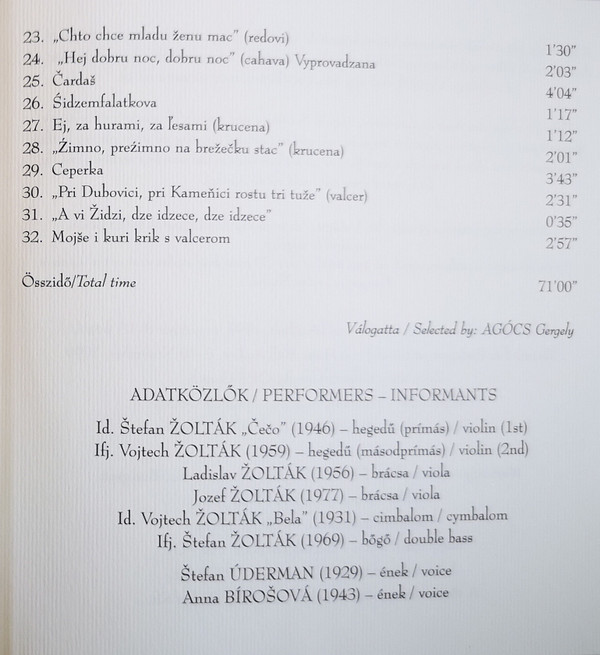 23. „Chto chce mladu ženu mac” (redovi) 1'30”
24. „Hej dobru noc, dobru noc” (cahava) Vyprovadzana 2'03”
25. Čardaš 4'04”
26. Šidzemfalatkova 1'17”
27. Ej, za hurami, za ľesami (krucena) 1'12”
28. „Žimno, prežimno na brežečku stac” (krucena) 2'01”
29. Ceperka 3'43”
30. „Pri Dubovici, pri Kameňici rostu tri tuže” (valcer) 2'31”
31. „A vi Židzi, dze idzece, dze idzece” 0'35”
32. Mojše i kuri krik s valcerom 2'57”
Összidő/Total time 71'00”
Válogatta / Selected by: AGÓCS Gergely
ADATKÖZLŐK / PERFORMERS – INFORMANTS
Id. Štefan ŽOLTÁK „Čečo” (1946) – hegedű (prímás) / violin (1st)
Ifj. Vojtech ŽOLTÁK (1959) – hegedű (másodprímás) / violin (2nd)
Ladislav ŽOLTÁK (1956) – brácsa / viola
Jozef ŽOLTÁK (1977) – brácsa / viola
Id. Vojtech ŽOLTÁK „Bela” (1931) – cimbalom / cymbalom
Ifj. Štefan ŽOLTÁK (1969) – bőgő / double bass
Štefan ÚDERMAN (1929) – ének / voice
Anna BÍROŠOVÁ (1943) – ének / voice